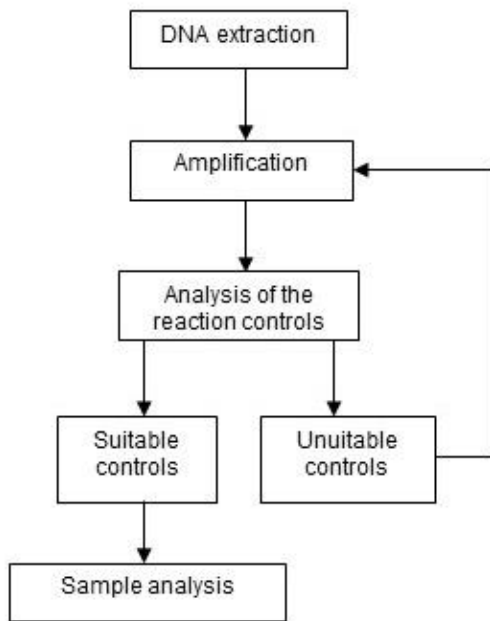 DNA extraction
Amplification
Analysis of the
reaction controls
Suitable
controls
Unuitable
controls
Sample analysis